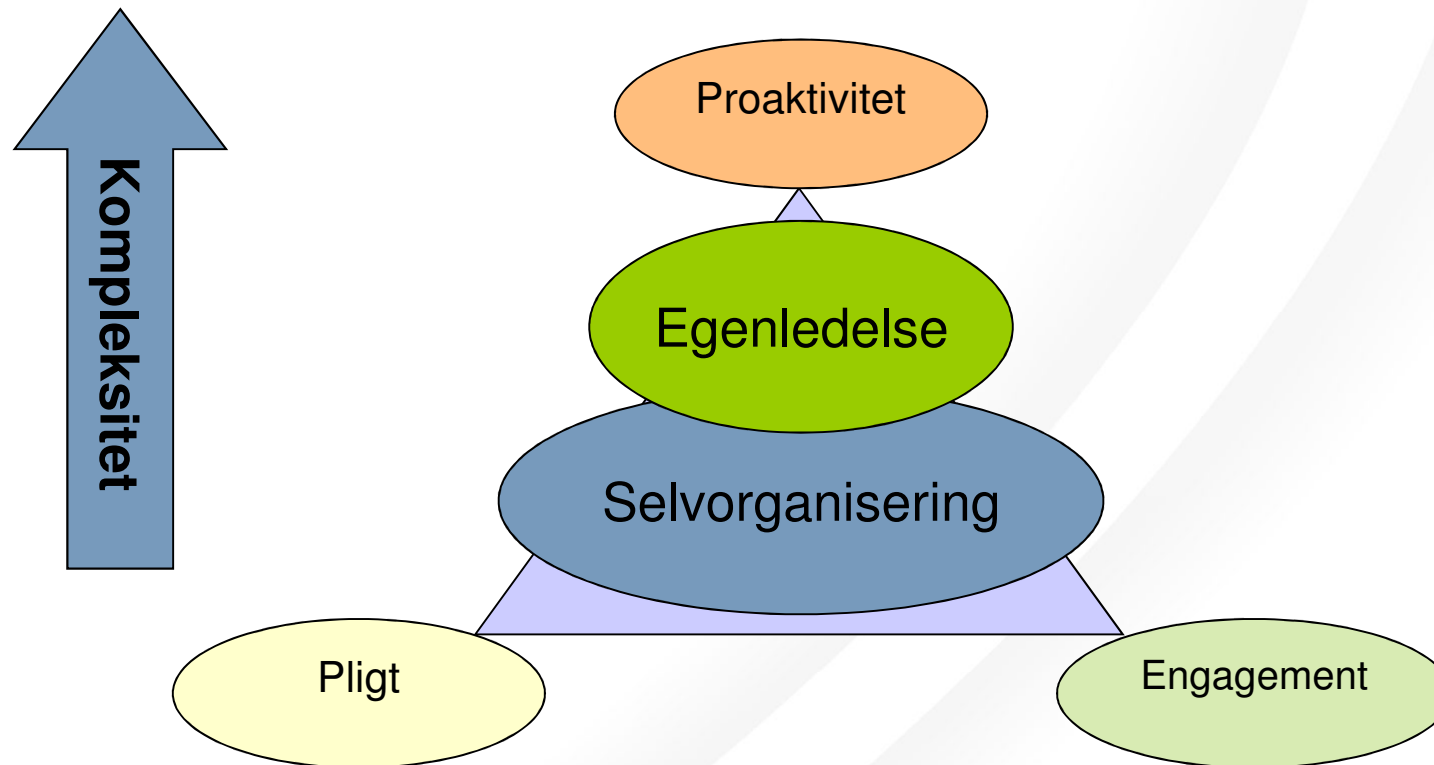 Kompleksitet
Proaktivitet
Egenledelse
Selvorganisering
Pligt
Engagement